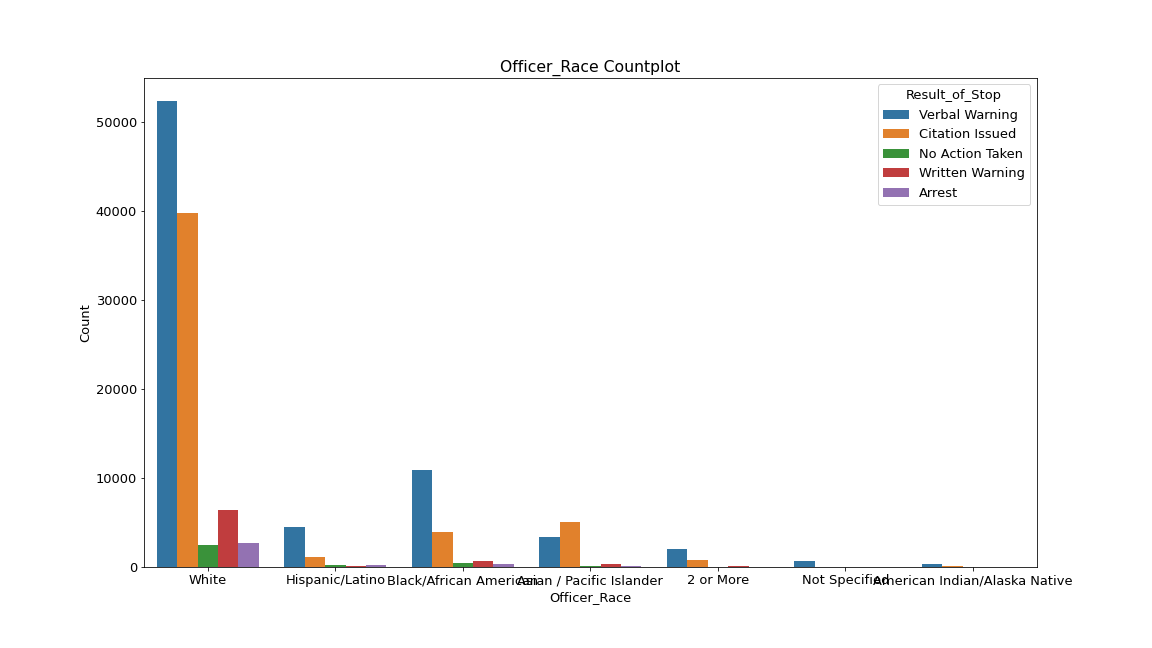 Officer_Race Countplot
Result_of_Stop
Verbal Warning
Citation Issued
No Action Taken
Written Warning
Arrest
50000
40000
30000
20000
10000
0
Count
White
Hispanic/Latino
Black/African American
Asian / Pacific Islander
2 or More
Not Specified
American Indian/Alaska Native
Officer_Race